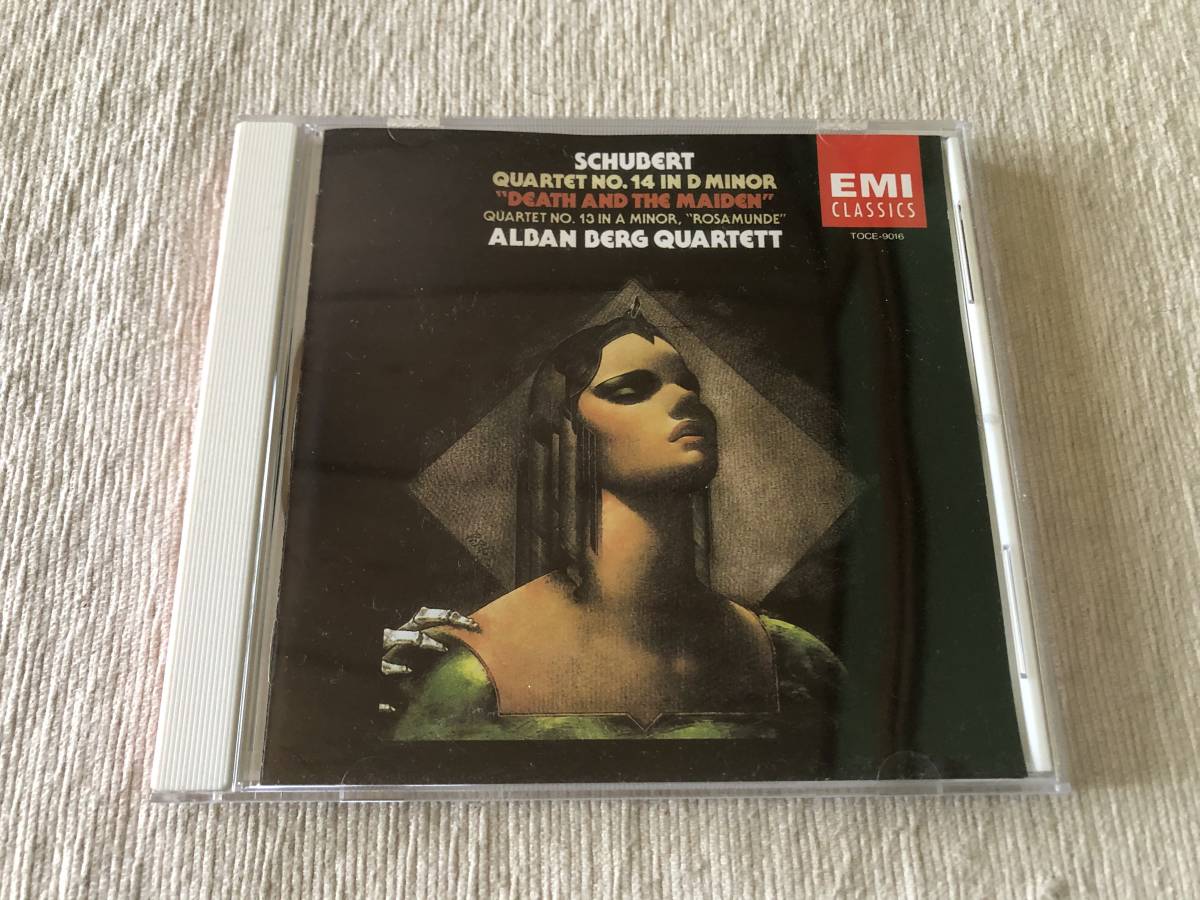 SCHUBERT
QUARTET NO. 14 IN D MINOR
"DEATH AND THE MAIDEN"
QUARTET NO. 13 IN A MINOR, "ROSAMUNDE"
ALBAN BERG QUARTETT
EMI
CLASSICS
TOCE-9016